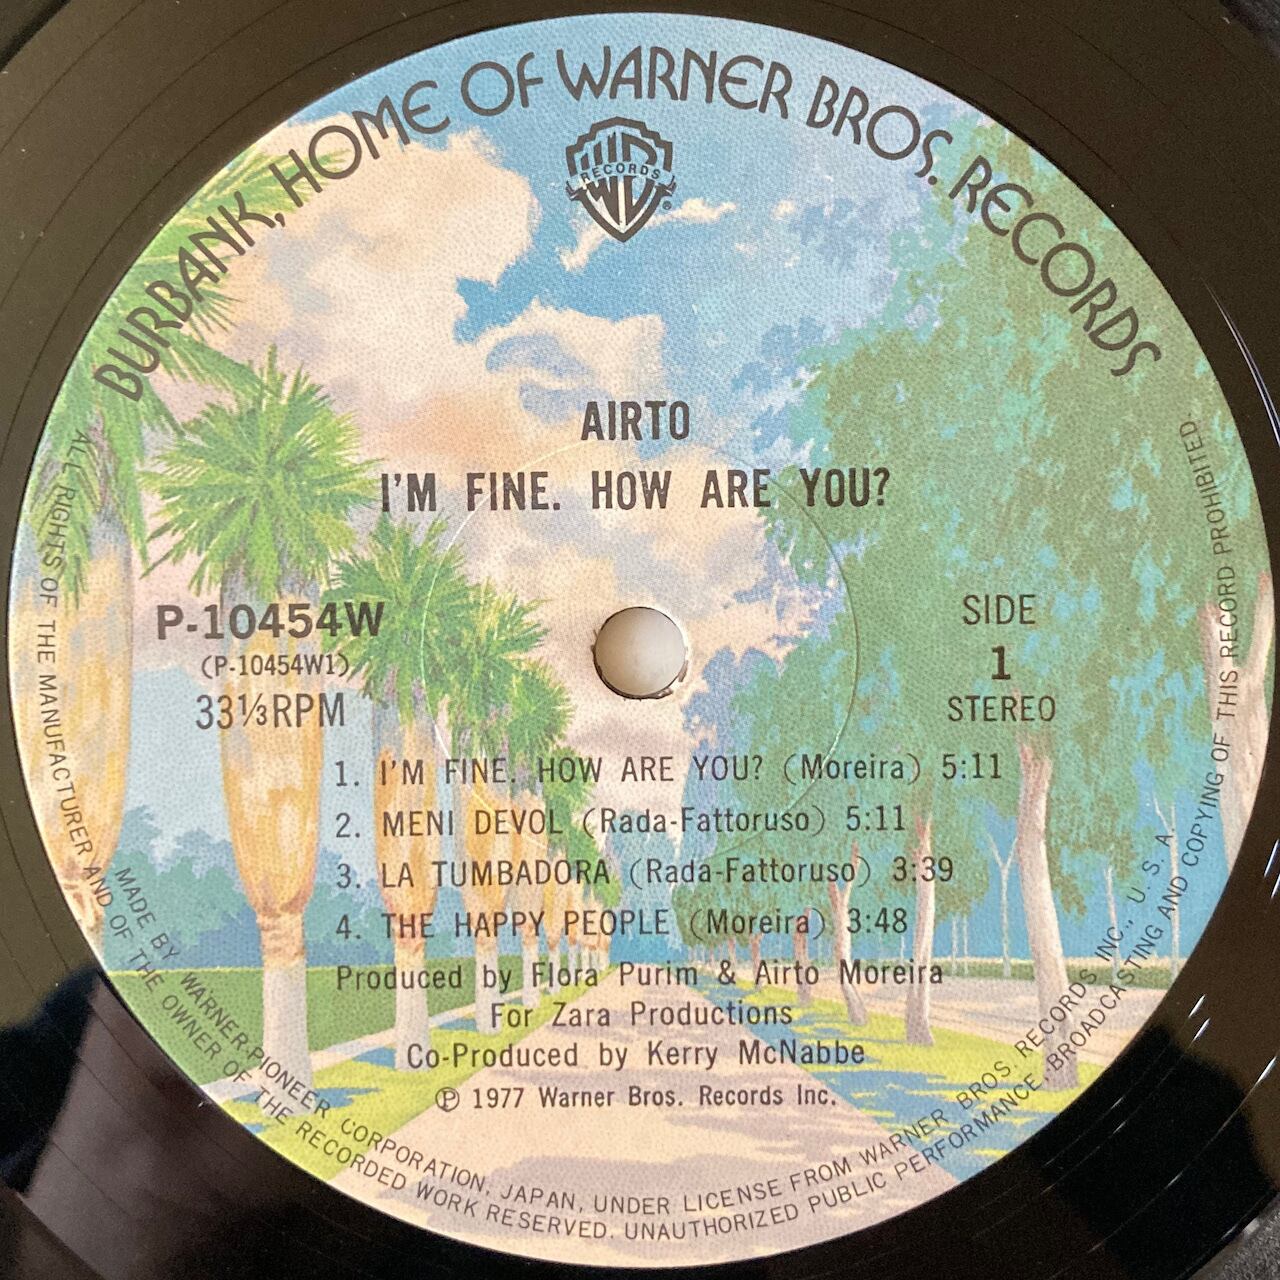 BURBANK, HOME OF WARNER BROS. RECORDS
WB
RECORDS
®
AIRTO
I'M FINE. HOW ARE YOU?
P-10454W
(P-10454W1)
33⅓RPM
SIDE
1
STEREO
1. I'M FINE. HOW ARE YOU? (Moreira) 5:11
2. MENI DEVOL (Rada-Fattoruso) 5:11
3. LA TUMBADORA (Rada-Fattoruso) 3:39
4. THE HAPPY PEOPLE (Moreira) 3:48
Produced by Flora Purim & Airto Moreira
For Zara Productions
Co-Produced by Kerry McNabbe
℗ 1977 Warner Bros. Records Inc.
MADE BY WARNER-PIONEER CORPORATION, JAPAN, UNDER LICENSE FROM WARNER BROS. RECORDS INC., U. S. A.
ALL RIGHTS OF THE MANUFACTURER AND OF THE OWNER OF THE RECORDED WORK RESERVED. UNAUTHORIZED PUBLIC PERFORMANCE, BROADCASTING AND COPYING OF THIS RECORD PROHIBITED.